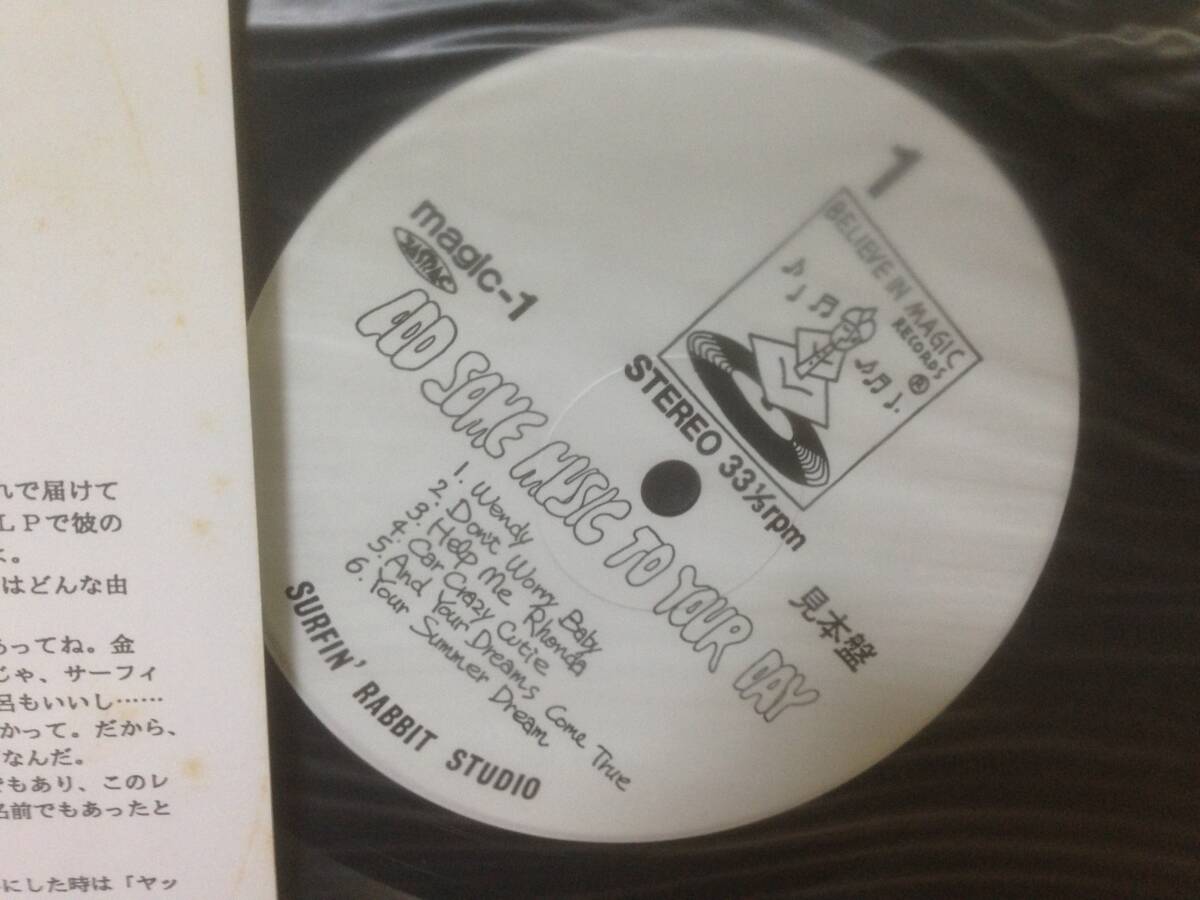 れで届けて
LPで彼の
よ。
はどんな由
あってね。金
じゃ、サーフィ
呂もいいし……
かって。だから、
なんだ。
でもあり、このレ
名前でもあったと
にした時は「ヤッ
1
BELIEVE IN MAGIC
RECORDS
®
magic-1
JASRAC
ADD SOME MUSIC TO YOUR DAY
STEREO 33⅓rpm
見本盤
1. Wendy
2. Don't Worry Baby
3. Help Me Rhonda
4. Car Crazy Cutie
5. And Your Dreams Come True
6. Your Summer Dream
SURFIN' RABBIT STUDIO